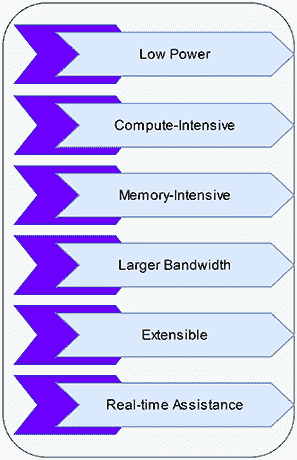 Low Power
Compute-Intensive
Memory-Intensive
Larger Bandwidth
Extensible
Real-time Assistance